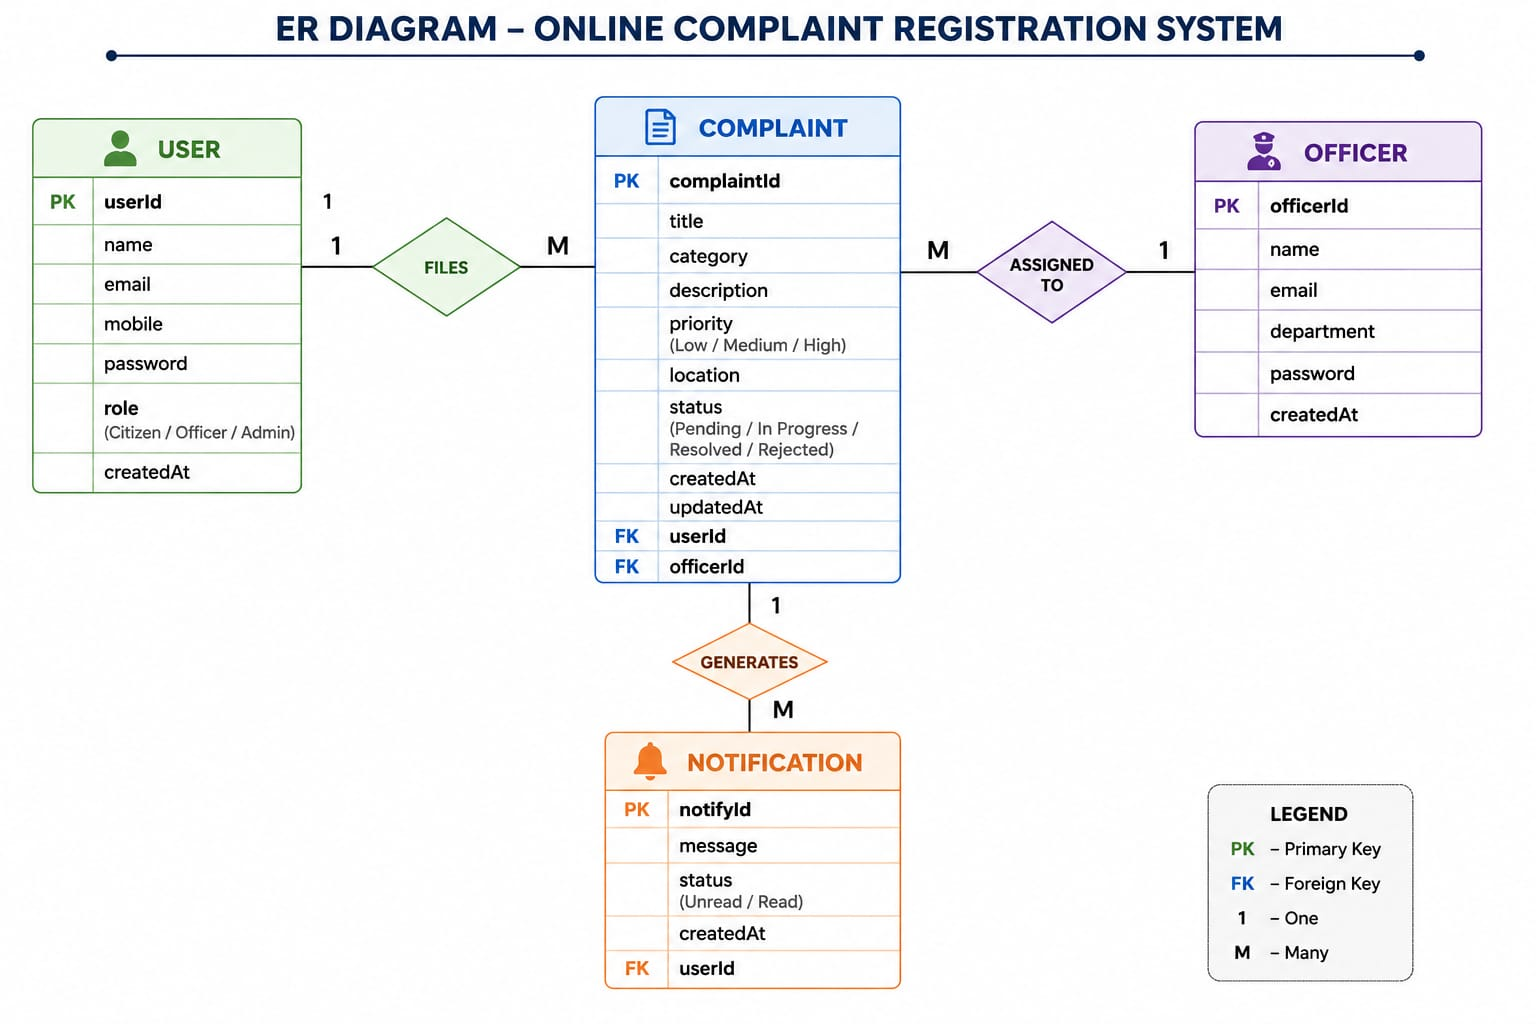 ER DIAGRAM – ONLINE COMPLAINT REGISTRATION SYSTEM
USER
PK userId
name
email
mobile
password
role
(Citizen / Officer / Admin)
createdAt
1
1
FILES
M
COMPLAINT
PK complaintId
title
category
description
priority
(Low / Medium / High)
location
status
(Pending / In Progress /
Resolved / Rejected)
createdAt
updatedAt
FK userId
FK officerId
M
ASSIGNED
TO
1
OFFICER
PK officerId
name
email
department
password
createdAt
1
GENERATES
M
NOTIFICATION
PK notifyId
message
status
(Unread / Read)
createdAt
FK userId
LEGEND
PK – Primary Key
FK – Foreign Key
1 – One
M – Many